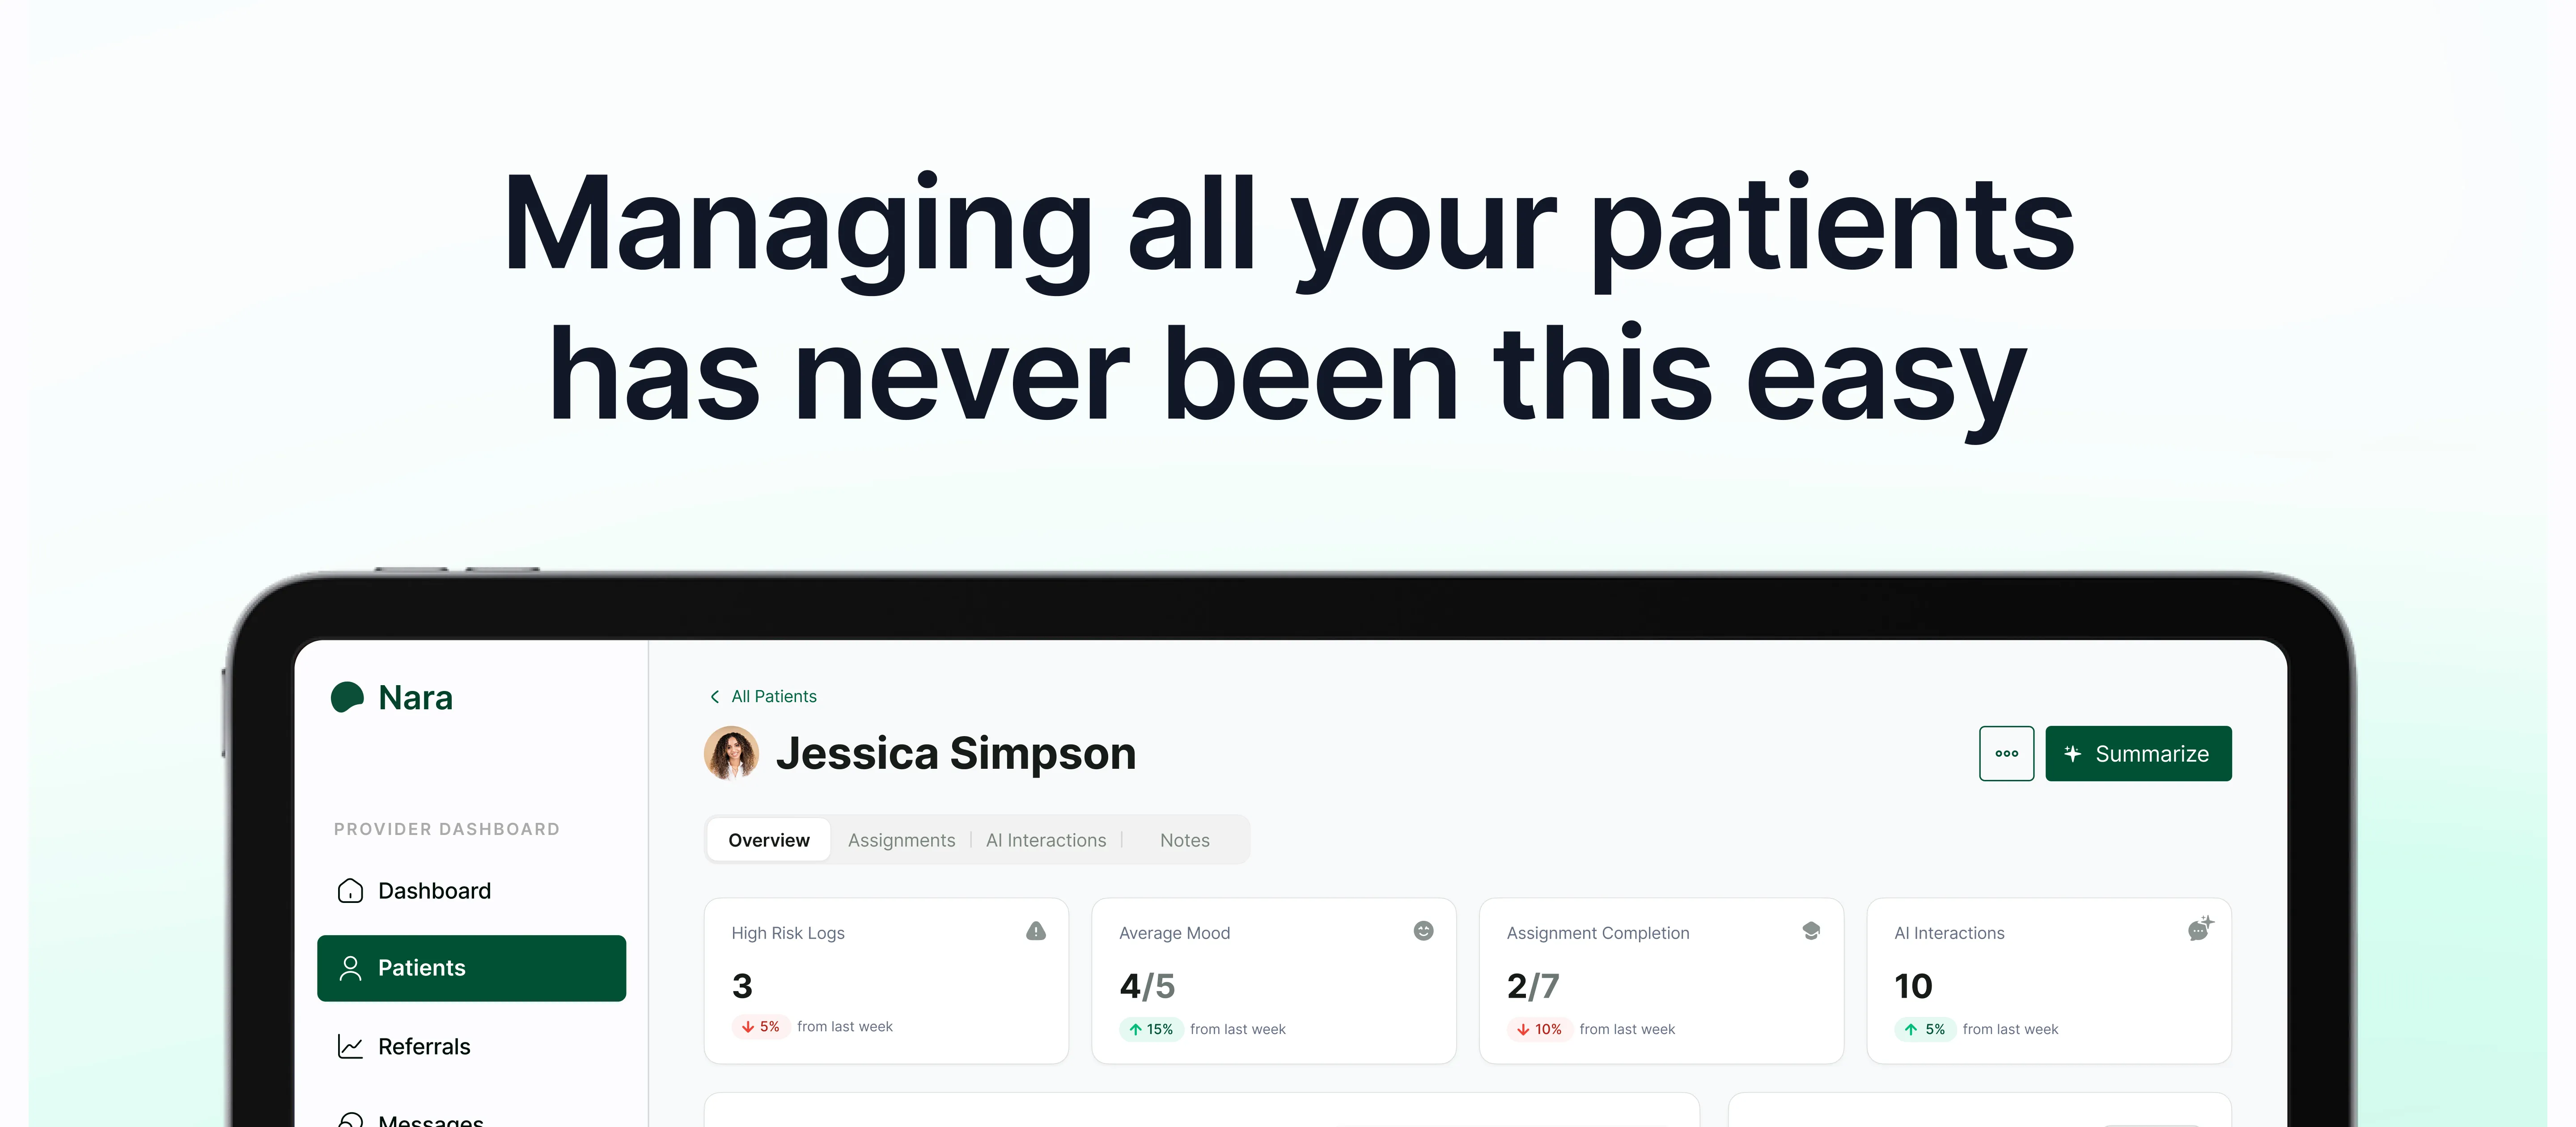 Managing all your patients
has never been this easy
Nara
PROVIDER DASHBOARD
Dashboard
Patients
Referrals
Messages
All Patients
Jessica Simpson
Summarize
Overview
Assignments
AI Interactions
Notes
High Risk Logs
3
5% from last week
Average Mood
4/5
15% from last week
Assignment Completion
2/7
10% from last week
AI Interactions
10
5% from last week